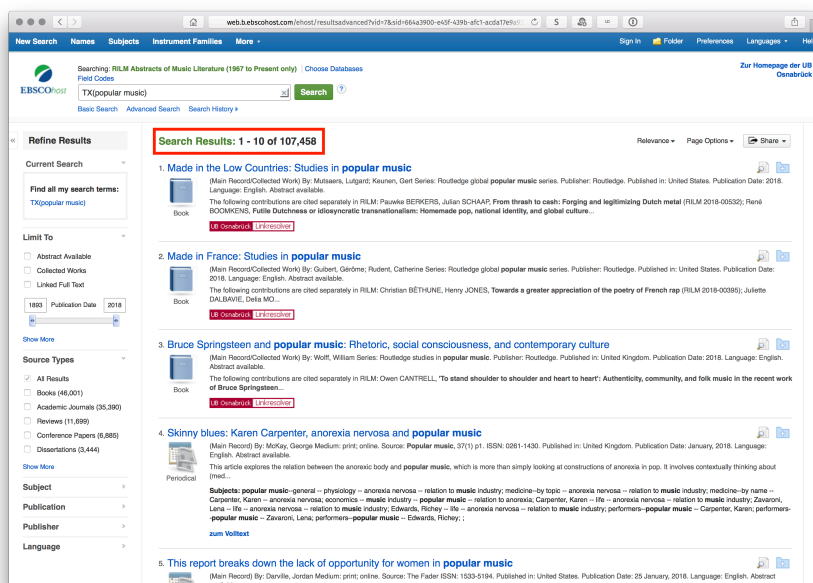 web.b.ebscohost.com/ehost/resultsadvanced?vid=7&sid=664a3900-e45f-439b-afc1-acda17e9a9
New Search Names Subjects Instrument Families More
Sign In Folder Preferences Languages Hel
EBSCOhost
Searching: RILM Abstracts of Music Literature (1967 to Present only) Choose Databases
Field Codes
TX(popular music) Search
Basic Search Advanced Search Search History
Zur Homepage der UB
Osnabrück
Refine Results
Current Search
Find all my search terms:
TX(popular music)
Limit To
Abstract Available
Collected Works
Linked Full Text
1893 Publication Date 2018
Show More
Source Types
All Results
Books (46,001)
Academic Journals (35,390)
Reviews (11,699)
Conference Papers (6,885)
Dissertations (3,444)
Show More
Subject
Publication
Publisher
Language
Search Results: 1 - 10 of 107,458
Relevance Page Options Share
1. Made in the Low Countries: Studies in popular music
Book
(Main Record/Collected Work) By: Mutsaers, Lutgard; Keunen, Gert Series: Routledge global popular music series. Publisher: Routledge. Published in: United States. Publication Date: 2018.
Language: English. Abstract available.
The following contributions are cited separately in RILM: Pauwke BERKERS, Julian SCHAAP, From thrash to cash: Forging and legitimizing Dutch metal (RILM 2018-00532); René
BOOMKENS, Futile Dutchness or idiosyncratic transnationalism: Homemade pop, national identity, and global culture...
UB Osnabrück Linkresolver
2. Made in France: Studies in popular music
Book
(Main Record/Collected Work) By: Guibert, Gérôme; Rudent, Catherine Series: Routledge global popular music series. Publisher: Routledge. Published in: United States. Publication Date:
2018. Language: English. Abstract available.
The following contributions are cited separately in RILM: Christian BÉTHUNE, Henry JONES, Towards a greater appreciation of the poetry of French rap (RILM 2018-00395); Juliette
DALBAVIE, Delia MO...
UB Osnabrück Linkresolver
3. Bruce Springsteen and popular music: Rhetoric, social consciousness, and contemporary culture
Book
(Main Record/Collected Work) By: Wolff, William Series: Routledge studies in popular music. Publisher: Routledge. Published in: United Kingdom. Publication Date: 2018. Language: English.
Abstract available.
The following contributions are cited separately in RILM: Owen CANTRELL, 'To stand shoulder to shoulder and heart to heart': Authenticity, community, and folk music in the recent work
of Bruce Springsteen...
UB Osnabrück Linkresolver
4. Skinny blues: Karen Carpenter, anorexia nervosa and popular music
Periodical
(Main Record) By: McKay, George Medium: print; online. Source: Popular Music, 37(1) p1. ISSN: 0261-1430. Published in: United Kingdom. Publication Date: January, 2018. Language:
English. Abstract available.
This article explores the relation between the anorexic body and popular music, which is more than simply looking at constructions of anorexia in pop. It involves contextually thinking about
(med...
Subjects: popular music--general -- physiology -- anorexia nervosa -- relation to music industry; medicine--by topic -- anorexia nervosa -- relation to music industry; medicine--by name --
Carpenter, Karen -- anorexia nervosa; economics -- music industry -- popular music -- relation to anorexia; Carpenter, Karen -- life -- anorexia nervosa -- relation to music industry; Zavaroni,
Lena -- life -- anorexia nervosa -- relation to music industry; Edwards, Richey -- life -- anorexia nervosa -- relation to music industry; performers--popular music -- Carpenter, Karen; performers-
-popular music -- Zavaroni, Lena; performers--popular music -- Edwards, Richey; ;
zum Volltext
5. This report breaks down the lack of opportunity for women in popular music
(Main Record) By: Darville, Jordan Medium: print; online. Source: The Fader ISSN: 1533-5194. Published in: United States. Publication Date: 25 January, 2018. Language: English. Abstract